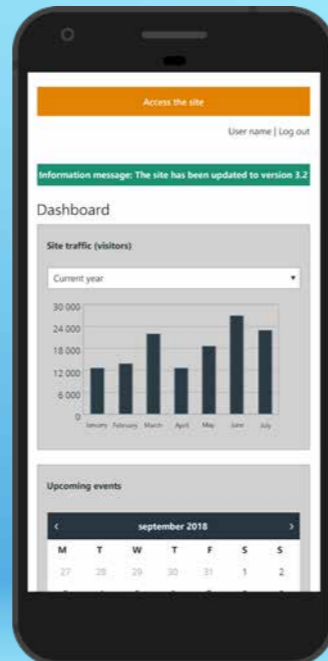 Access the site
User name | Log out
Information message: The site has been updated to version 3.2
Dashboard
Site traffic (visitors)
Current year
30 000
24 000
18 000
12 000
6 000
0
January February March April May June July
Upcoming events
< september 2018 >
M T W T F S S
27 28 29 30 31 1 2